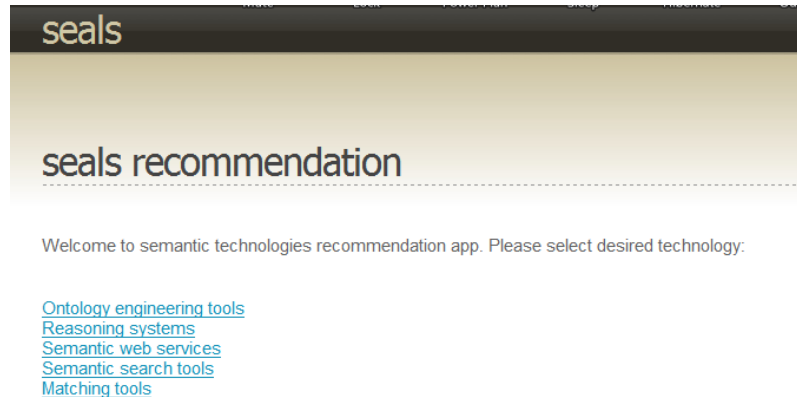 seals
seals recommendation
Welcome to semantic technologies recommendation app. Please select desired technology:
Ontology engineering tools
Reasoning systems
Semantic web services
Semantic search tools
Matching tools